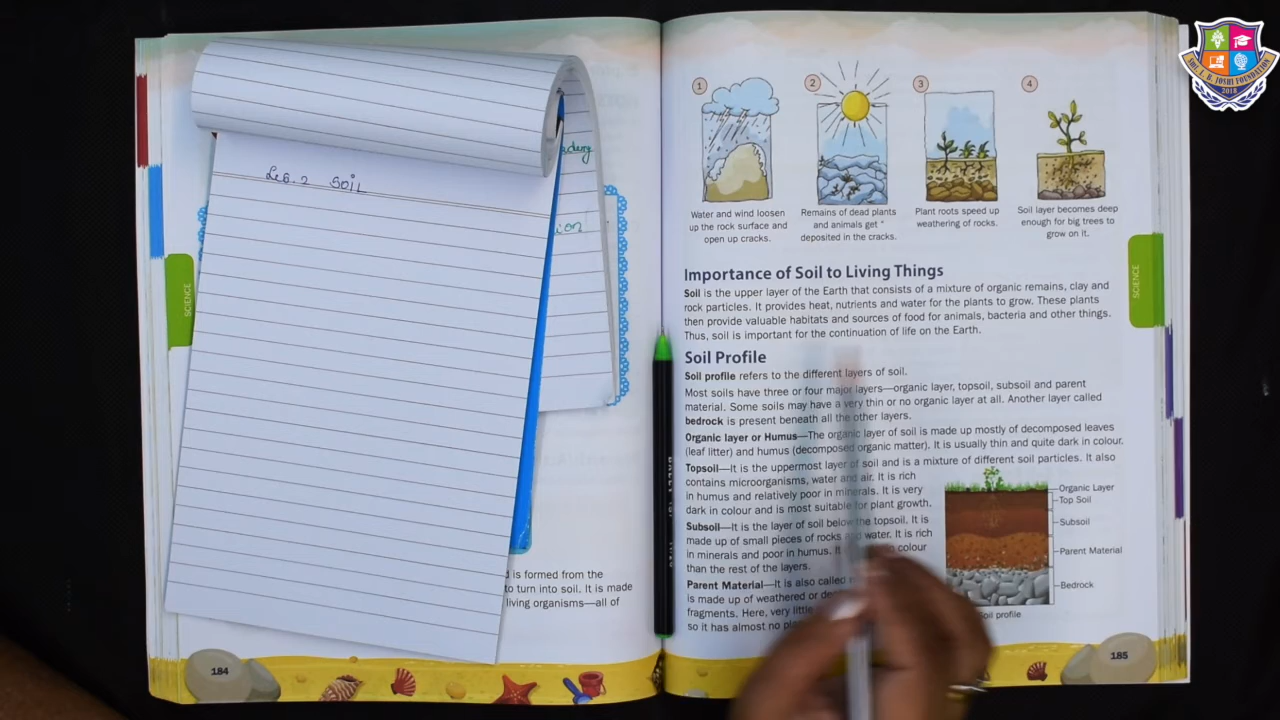 Les. 2 SOIL
SCIENCE
d is formed from the
to turn into soil. It is made
living organisms—all of
184
1
2
3
4
Water and wind loosen
up the rock surface and
open up cracks.
Remains of dead plants
and animals get
deposited in the cracks.
Plant roots speed up
weathering of rocks.
Soil layer becomes deep
enough for big trees to
grow on it.
Importance of Soil to Living Things
Soil is the upper layer of the Earth that consists of a mixture of organic remains, clay and
rock particles. It provides heat, nutrients and water for the plants to grow. These plants
then provide valuable habitats and sources of food for animals, bacteria and other things.
Thus, soil is important for the continuation of life on the Earth.
Soil Profile
Soil profile refers to the different layers of soil.
Most soils have three or four major layers—organic layer, topsoil, subsoil and parent
material. Some soils may have a very thin or no organic layer at all. Another layer called
bedrock is present beneath all the other layers.
Organic layer or Humus—The organic layer of soil is made up mostly of decomposed leaves
(leaf litter) and humus (decomposed organic matter). It is usually thin and quite dark in colour.
Topsoil—It is the uppermost layer of soil and is a mixture of different soil particles. It also
contains microorganisms, water and air. It is rich
in humus and relatively poor in minerals. It is very
dark in colour and is most suitable for plant growth.
Subsoil—It is the layer of soil below the topsoil. It is
made up of small pieces of rocks and water. It is rich
in minerals and poor in humus. It colour
than the rest of the layers.
Parent Material—It is also called
is made up of weathered or
fragments. Here, very little
so it has almost no
Organic Layer
Top Soil
Subsoil
Parent Material
Bedrock
Soil profile
SCIENCE
185
SOU. I. B. JOSHI FOUNDATION
2018